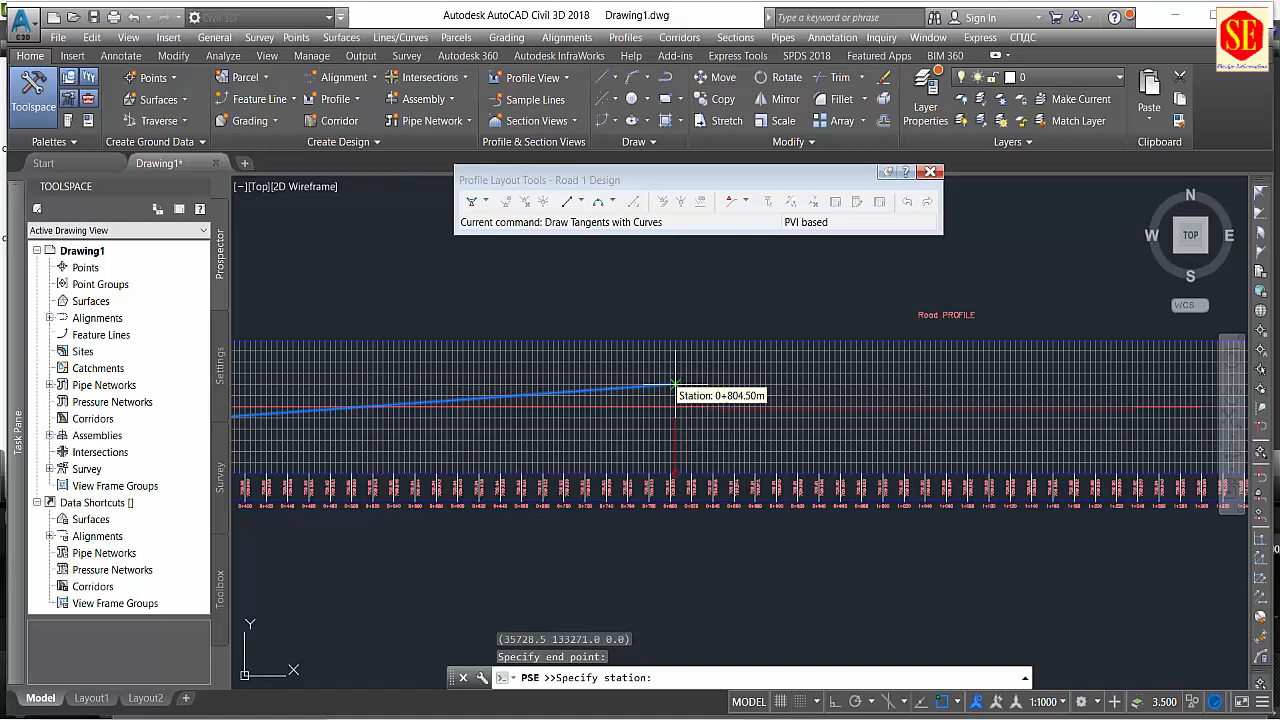 Civil 3D
Autodesk AutoCAD Civil 3D 2018 Drawing1.dwg
Type a keyword or phrase
Sign In
SE
C3D
File Edit View Insert General Survey Points Surfaces Lines/Curves Parcels Grading Alignments Profiles Corridors Sections Pipes Annotation Inquiry Window Express СПДС
Home Insert Annotate Modify Analyze View Manage Output Survey Autodesk 360 Autodesk InfraWorks Help Add-ins Express Tools SPDS 2018 Featured Apps BIM 360
Points Parcel Alignment Intersections Profile View Move Rotate Trim 0
Toolspace Surfaces Feature Line Profile Assembly Sample Lines Copy Mirror Fillet Layer Properties Make Current Paste
Traverse Grading Corridor Pipe Network Section Views Stretch Scale Array Match Layer
Palettes Create Ground Data Create Design Profile & Section Views Draw Modify Layers Clipboard
Start Drawing1*
TOOLSPACE
Active Drawing View
Drawing1
Points
Point Groups
Surfaces
Alignments
Feature Lines
Sites
Catchments
Pipe Networks
Pressure Networks
Corridors
Assemblies
Intersections
Survey
View Frame Groups
Data Shortcuts []
Surfaces
Alignments
Pipe Networks
Pressure Networks
Corridors
View Frame Groups
Task Pane
Prospector
Settings
Survey
Toolbox
[−][Top][2D Wireframe]
Profile Layout Tools - Road 1 Design
Current command: Draw Tangents with Curves PVI based
N
W TOP E
S
WCS
Road PROFILE
Station: 0+804.50m
Y
X
(35728.5 133271.0 0.0)
Specify end point:
PSE >>Specify station:
Model Layout1 Layout2
MODEL 1:1000 3.500